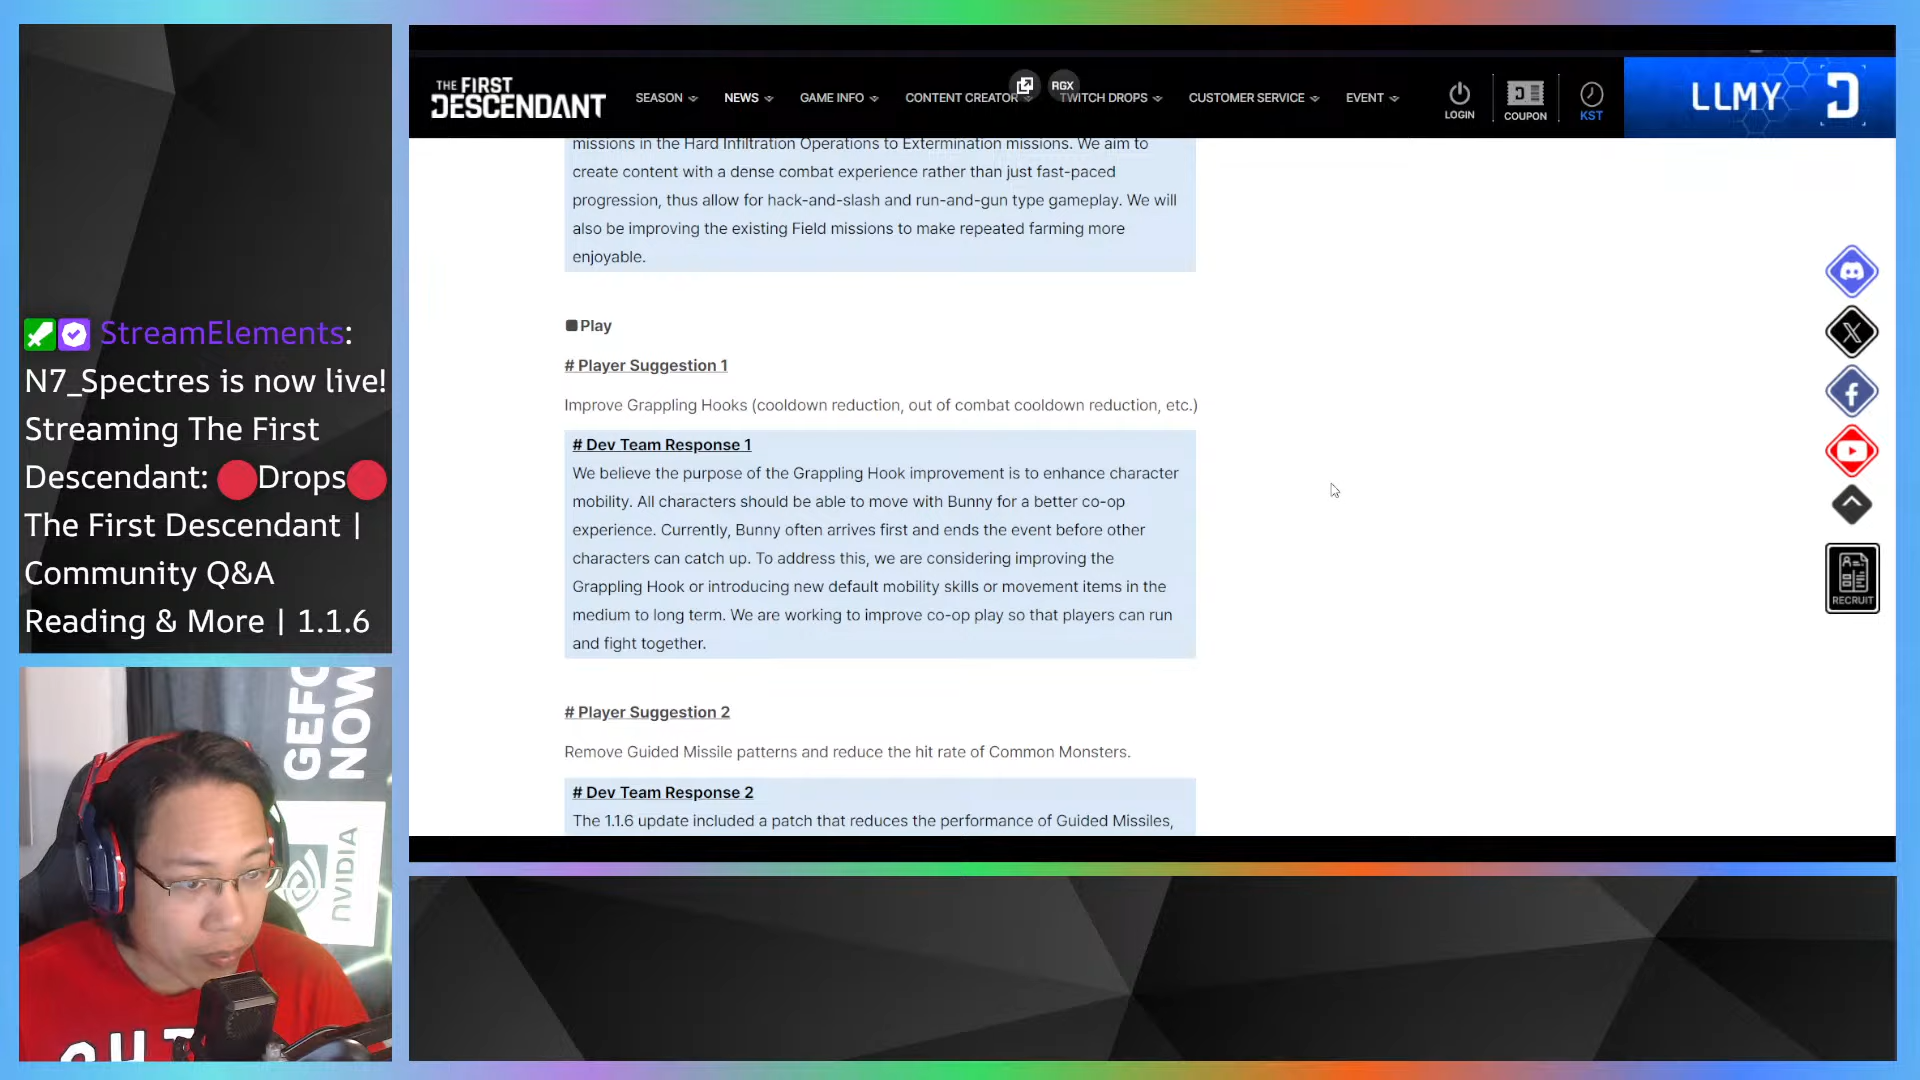 THE FIRST
DESCENDANT
SEASON
NEWS
GAME INFO
CONTENT CREATOR
RGX
TWITCH DROPS
CUSTOMER SERVICE
EVENT
LOGIN
COUPON
KST
LLMY
missions in the Hard Infiltration Operations to Extermination missions. We aim to
create content with a dense combat experience rather than just fast-paced
progression, thus allow for hack-and-slash and run-and-gun type gameplay. We will
also be improving the existing Field missions to make repeated farming more
enjoyable.
Play
# Player Suggestion 1
Improve Grappling Hooks (cooldown reduction, out of combat cooldown reduction, etc.)
# Dev Team Response 1
We believe the purpose of the Grappling Hook improvement is to enhance character
mobility. All characters should be able to move with Bunny for a better co-op
experience. Currently, Bunny often arrives first and ends the event before other
characters can catch up. To address this, we are considering improving the
Grappling Hook or introducing new default mobility skills or movement items in the
medium to long term. We are working to improve co-op play so that players can run
and fight together.
# Player Suggestion 2
Remove Guided Missile patterns and reduce the hit rate of Common Monsters.
# Dev Team Response 2
The 1.1.6 update included a patch that reduces the performance of Guided Missiles,
RECRUIT
StreamElements:
N7_Spectres is now live!
Streaming The First
Descendant: 🔴Drops🔴
The First Descendant |
Community Q&A
Reading & More | 1.1.6
NOW
NVIDIA